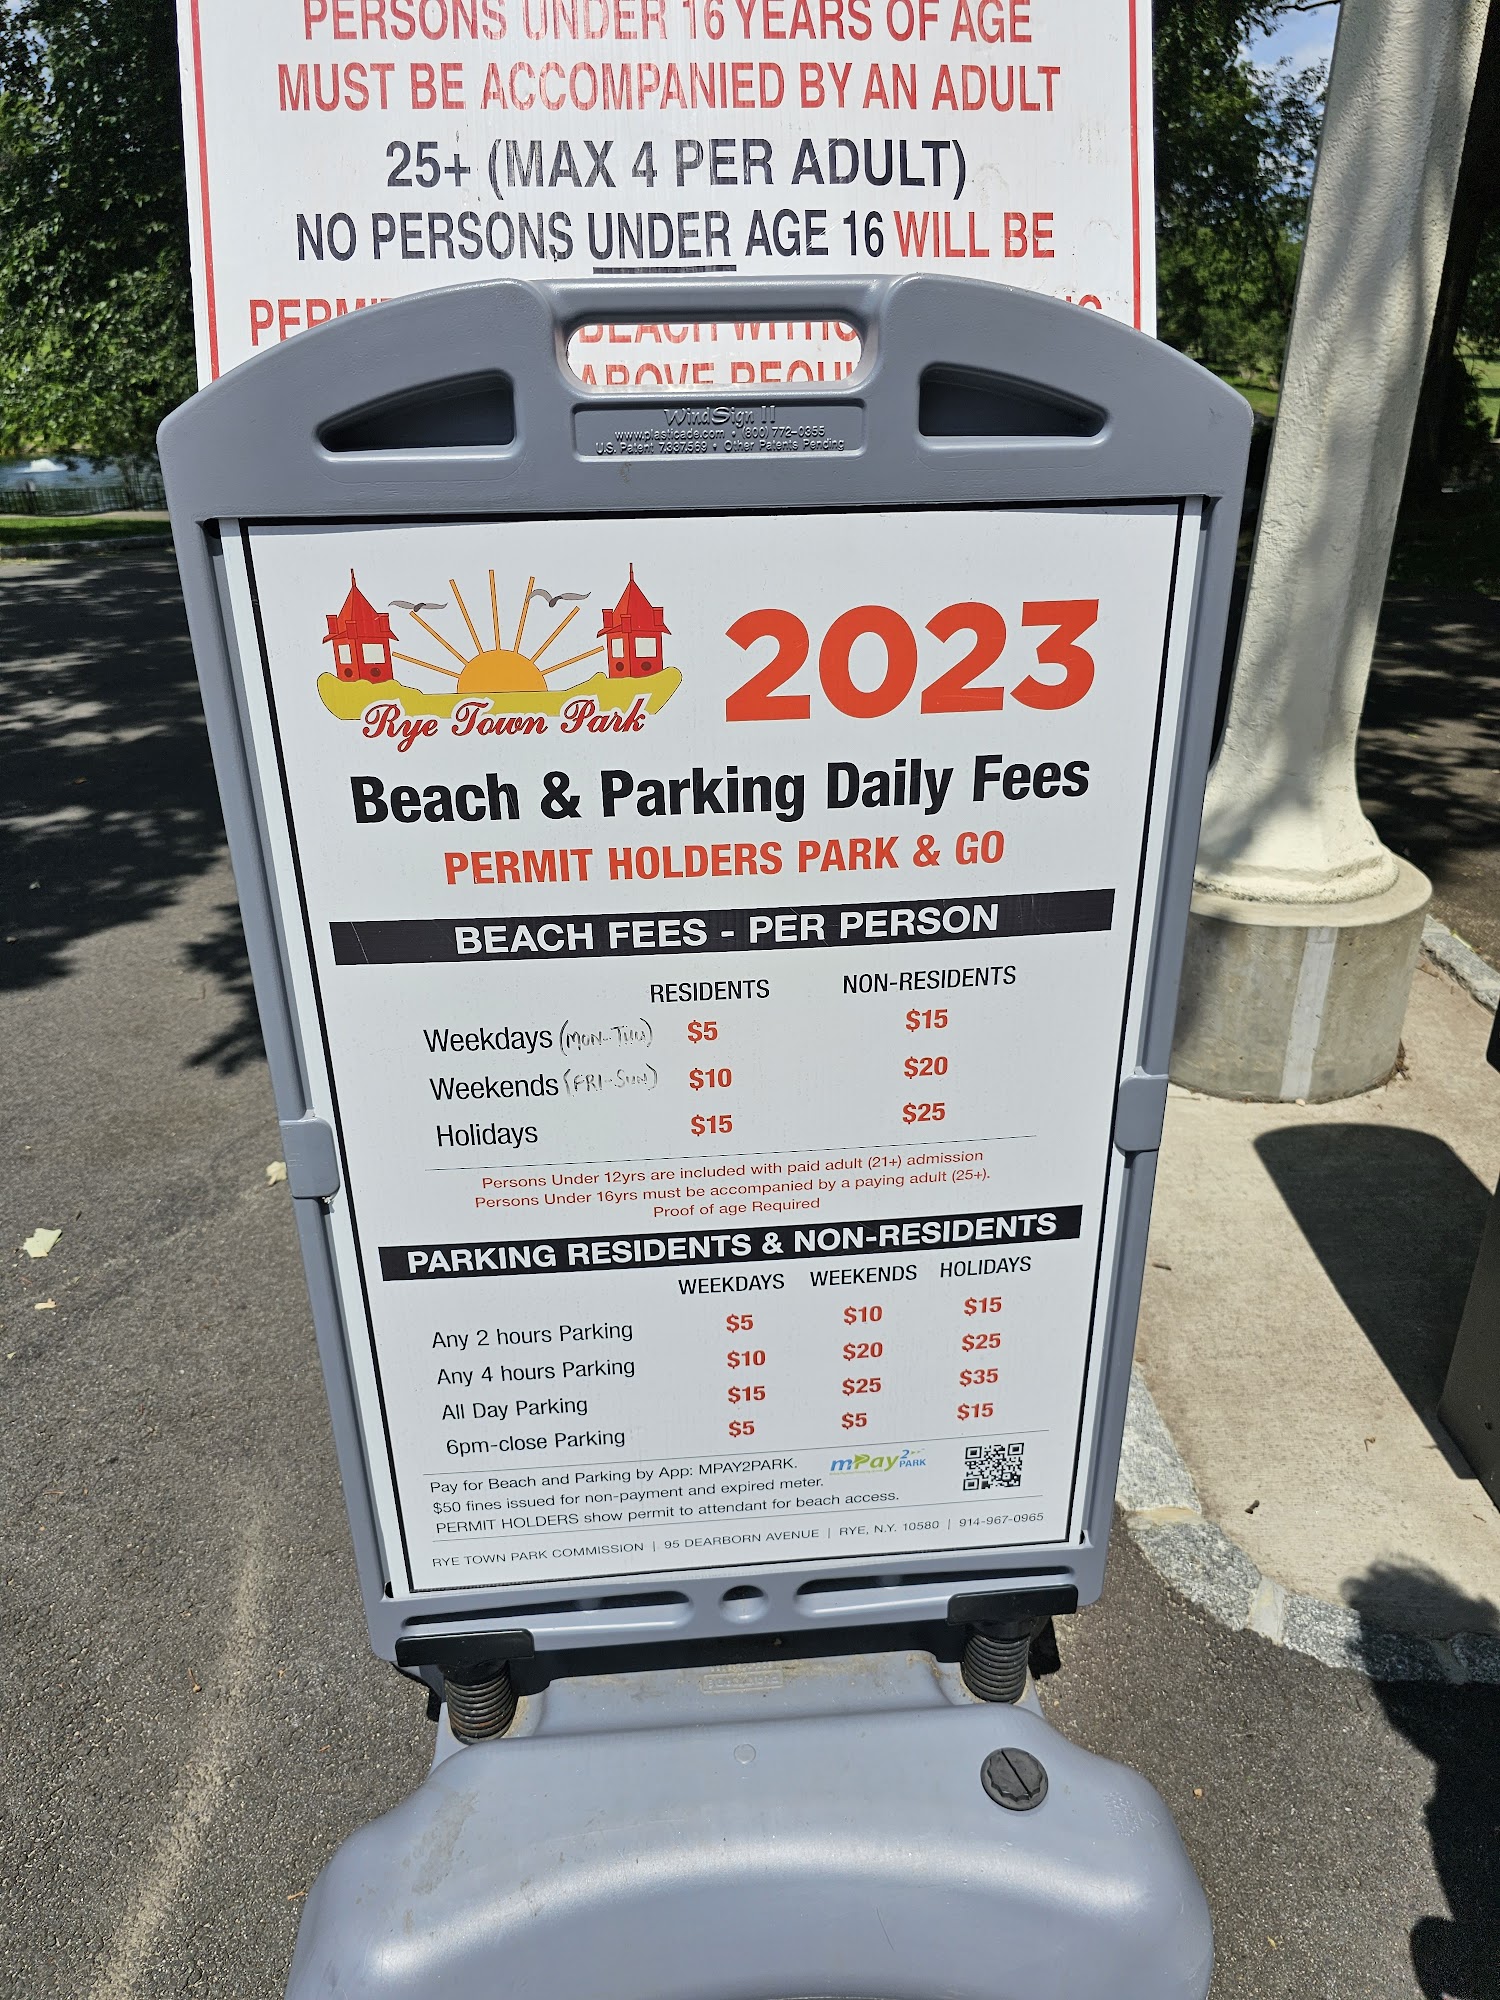 PERSONS UNDER 16 YEARS OF AGE
MUST BE ACCOMPANIED BY AN ADULT
25+ (MAX 4 PER ADULT)
NO PERSONS UNDER AGE 16 WILL BE
ABOVE
WindSign II
www.plasticade.com • (800) 772-0355
U.S. Patent 7,397,569 • Other Patents Pending
Rye Town Park
2023
Beach & Parking Daily Fees
PERMIT HOLDERS PARK & GO
BEACH FEES - PER PERSON
RESIDENTS NON-RESIDENTS
Weekdays (MON-THU) $5 $15
Weekends (FRI-SUN) $10 $20
Holidays $15 $25
Persons Under 12yrs are included with paid adult (21+) admission
Persons Under 16yrs must be accompanied by a paying adult (25+).
Proof of age Required
PARKING RESIDENTS & NON-RESIDENTS
WEEKDAYS WEEKENDS HOLIDAYS
Any 2 hours Parking $5 $10 $15
Any 4 hours Parking $10 $20 $25
All Day Parking $15 $25 $35
6pm-close Parking $5 $5 $15
Pay for Beach and Parking by App: MPAY2PARK. mPay2PARK
$50 fines issued for non-payment and expired meter.
PERMIT HOLDERS show permit to attendant for beach access.
RYE TOWN PARK COMMISSION | 95 DEARBORN AVENUE | RYE, N.Y. 10580 | 914-967-0965